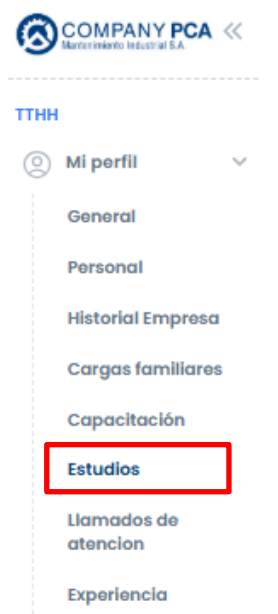 COMPANY PCA
Mantenimiento Industrial S.A.
TTHH
Mi perfil
General
Personal
Historial Empresa
Cargas familiares
Capacitación
Estudios
Llamados de
atencion
Experiencia